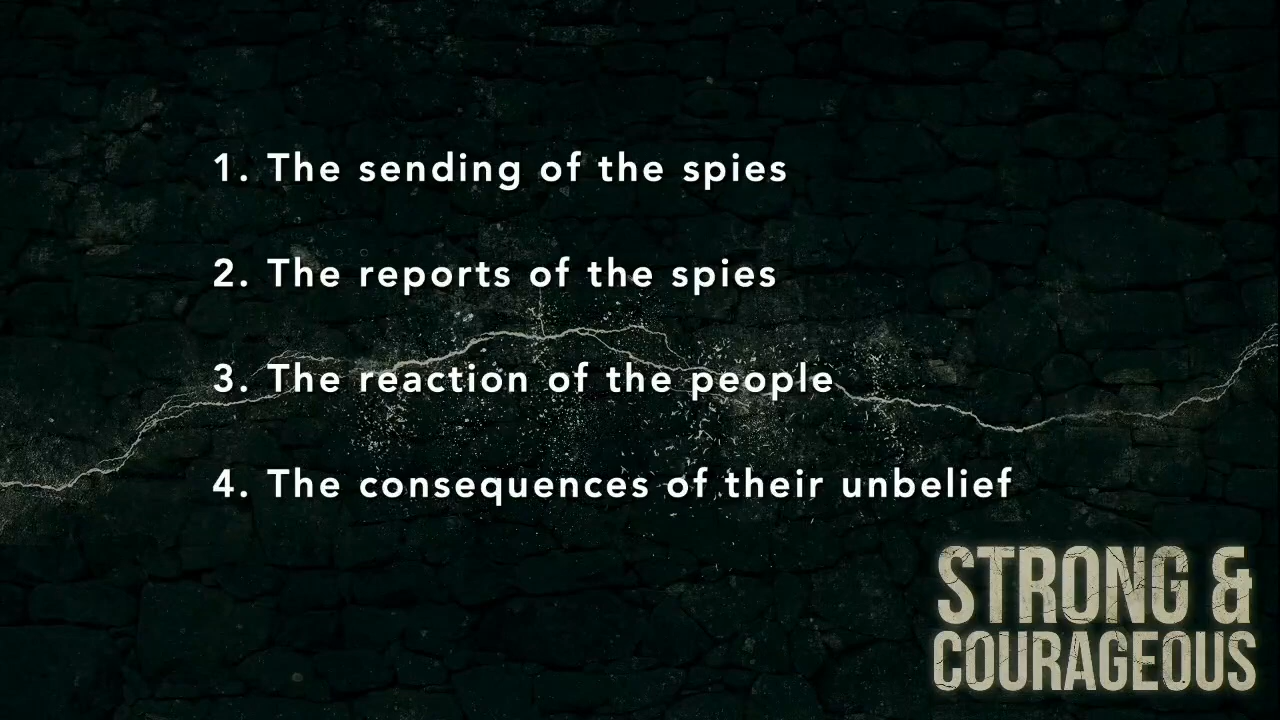 1. The sending of the spies
2. The reports of the spies
3. The reaction of the people
4. The consequences of their unbelief
STRONG &
COURAGEOUS